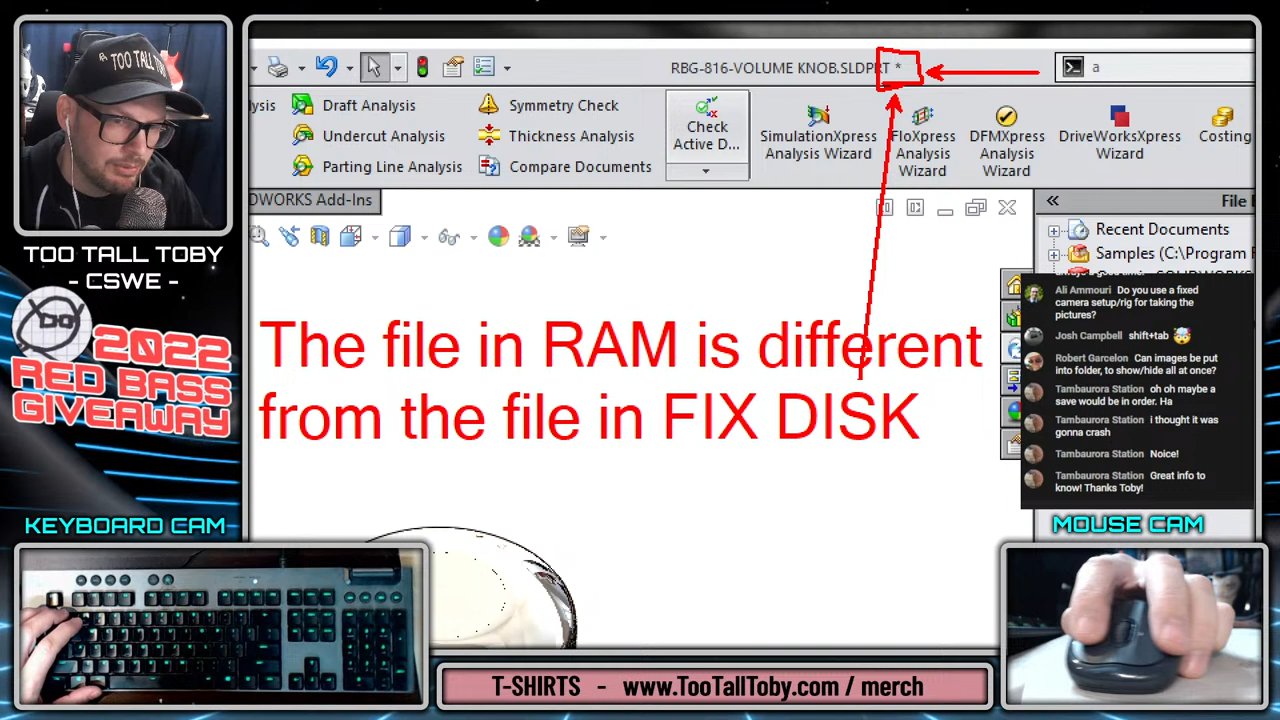 TOO TALL TOBY
TOO TALL TOBY
- CSWE -
DO
2022
RED BASS
GIVEAWAY
RBG-816-VOLUME KNOB.SLDPRT *
a
Draft Analysis
Symmetry Check
Undercut Analysis
Thickness Analysis
Parting Line Analysis
Compare Documents
Check
Active D...
SimulationXpress
Analysis Wizard
FloXpress
Analysis
Wizard
DFMXpress
Analysis
Wizard
DriveWorksXpress
Wizard
Costing
DWORKS Add-Ins
File
Recent Documents
Samples (C:\Program
The file in RAM is different
from the file in FIX DISK
Ali Ammouri Do you use a fixed
camera setup/rig for taking the
pictures?
Josh Campbell shift+tab
Robert Garcelon Can images be put
into folder, to show/hide all at once?
Tambaurora Station oh oh maybe a
save would be in order. Ha
Tambaurora Station i thought it was
gonna crash
Tambaurora Station Noice!
Tambaurora Station Great info to
know! Thanks Toby!
KEYBOARD CAM
MOUSE CAM
T-SHIRTS - www.TooTallToby.com / merch